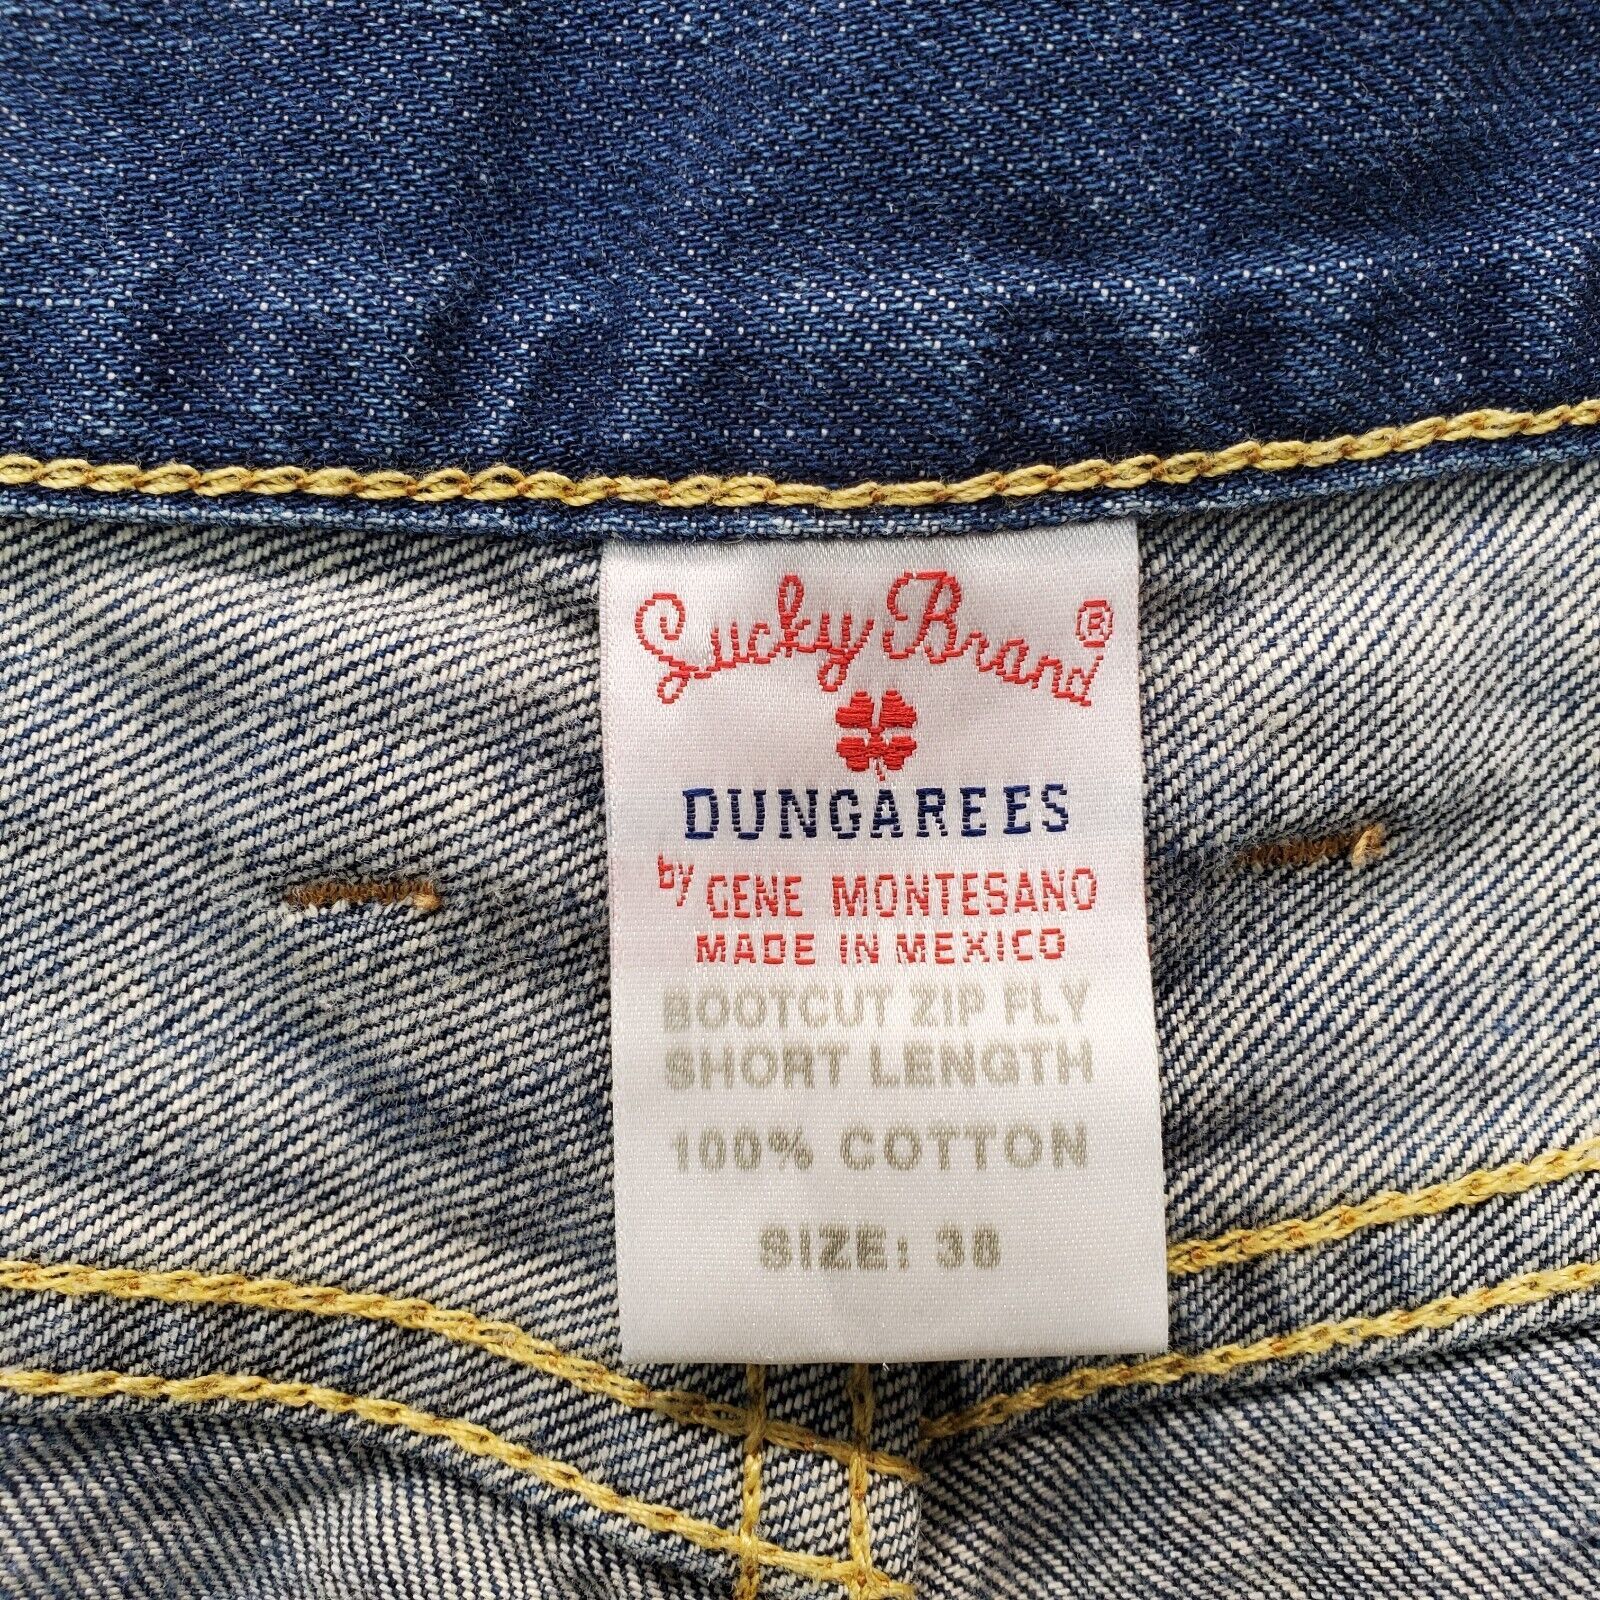 Lucky Brand ®
DUNGAREES
by GENE MONTESANO
MADE IN MEXICO
BOOTCUT ZIP FLY
SHORT LENGTH
100% COTTON
SIZE: 38